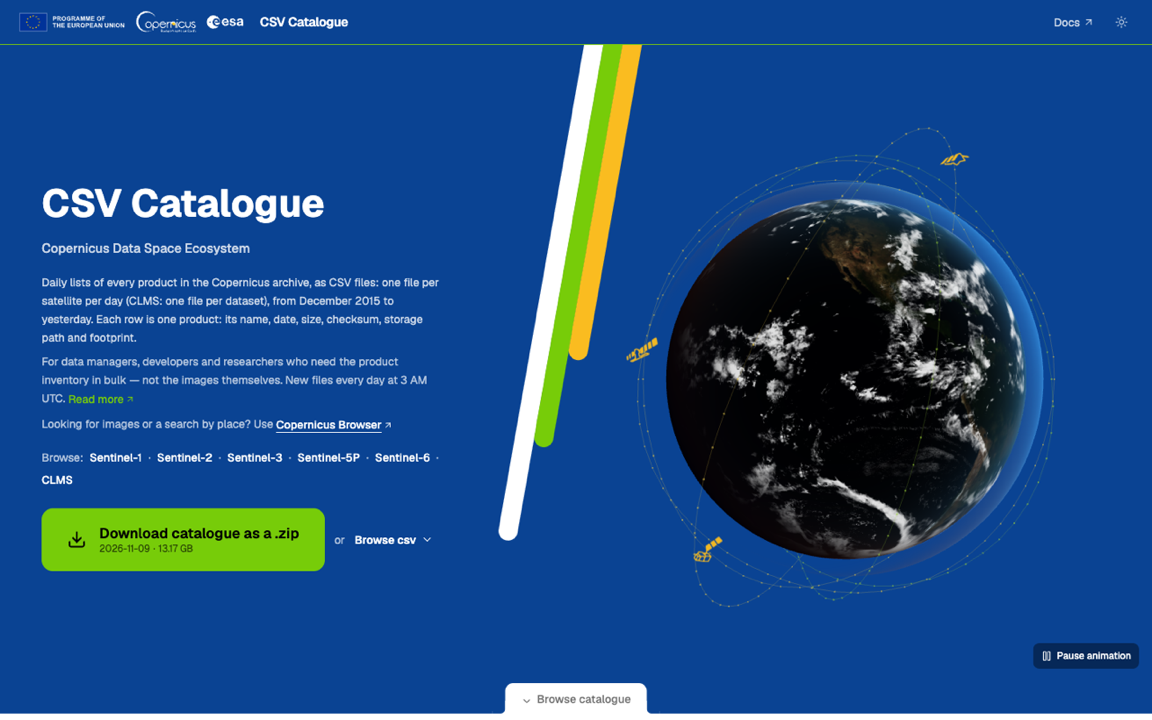 PROGRAMME OF
THE EUROPEAN UNION
opernicus
esa
CSV Catalogue
Docs ↗
CSV Catalogue
Copernicus Data Space Ecosystem
Daily lists of every product in the Copernicus archive, as CSV files: one file per
satellite per day (CLMS: one file per dataset), from December 2015 to
yesterday. Each row is one product: its name, date, size, checksum, storage
path and footprint.
For data managers, developers and researchers who need the product
inventory in bulk — not the images themselves. New files every day at 3 AM
UTC. Read more ↗
Looking for images or a search by place? Use Copernicus Browser ↗
Browse: Sentinel-1 · Sentinel-2 · Sentinel-3 · Sentinel-5P · Sentinel-6 ·
CLMS
Download catalogue as a .zip
2026-11-09 · 13.17 GB
or Browse csv
Pause animation
Browse catalogue